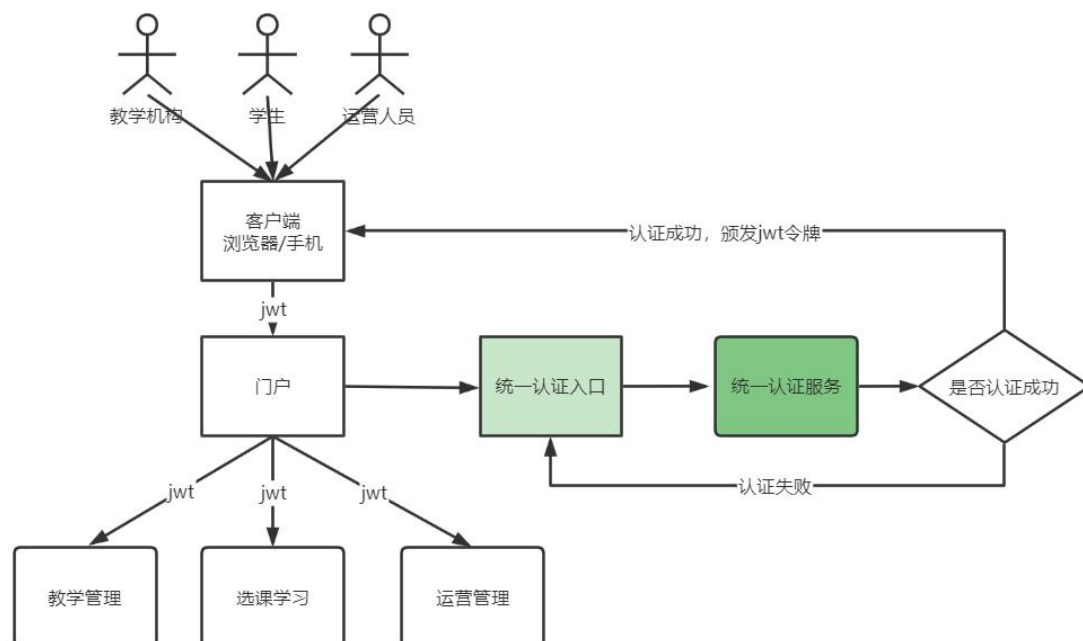 教学机构
学生
运营人员
客户端
浏览器/手机
认证成功，颁发jwt令牌
jwt
门户
统一认证入口
统一认证服务
是否认证成功
认证失败
jwt
jwt
jwt
教学管理
选课学习
运营管理